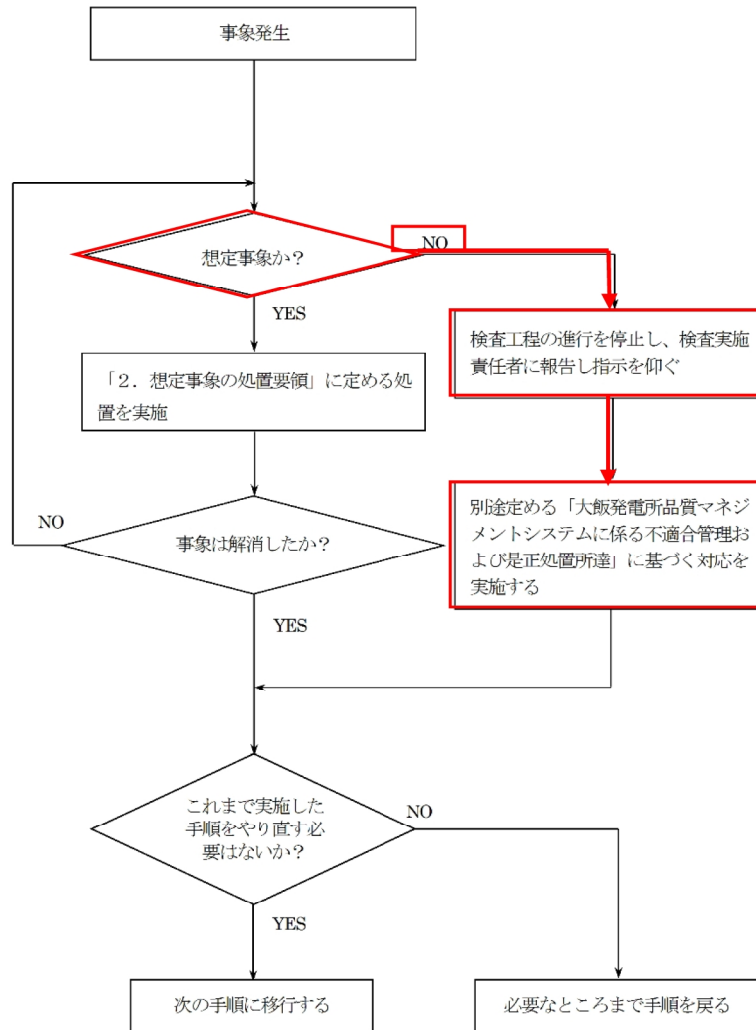 事象発生
想定事象か？
NO
YES
検査工程の進行を停止し、検査実施
責任者に報告し指示を仰ぐ
「２．想定事象の処置要領」に定める処
置を実施
別途定める「大飯発電所品質マネジ
メントシステムに係る不適合管理お
よび是正処置所達」に基づく対応を
実施する
NO
事象は解消したか？
YES
これまで実施した
手順をやり直す必
要はないか？
NO
YES
次の手順に移行する
必要なところまで手順を戻る